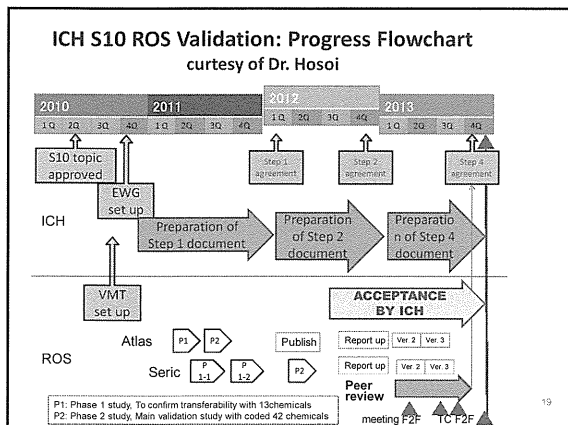 ICH S10 ROS Validation: Progress Flowchart
curtesy of Dr. Hosoi
2010 2011 2012 2013
1 Q 2Q 3Q 4Q 1 Q 2Q 3Q 4 Q 1 Q 2Q 3Q 4Q 1 Q 2Q 3Q 4Q
S10 topic
approved
EWG
set up
Step 1
agreement
Step 2
agreement
Step 4
agreement
ICH
Preparation of
Step 1 document
Preparation
of Step 2
document
Preparatio
n of Step 4
document
VMT
set up
ACCEPTANCE
BY ICH
ROS
Atlas P1 P2 Publish Report up Ver. 2 Ver. 3
Seric P
1-1 P
1-2 P2 Report up Ver. 2 Ver. 3
Peer
review
P1: Phase 1 study, To confirm transferability with 13chemicals
P2: Phase 2 study, Main validation study with coded 42 chemicals
meeting F2F TC F2F
19